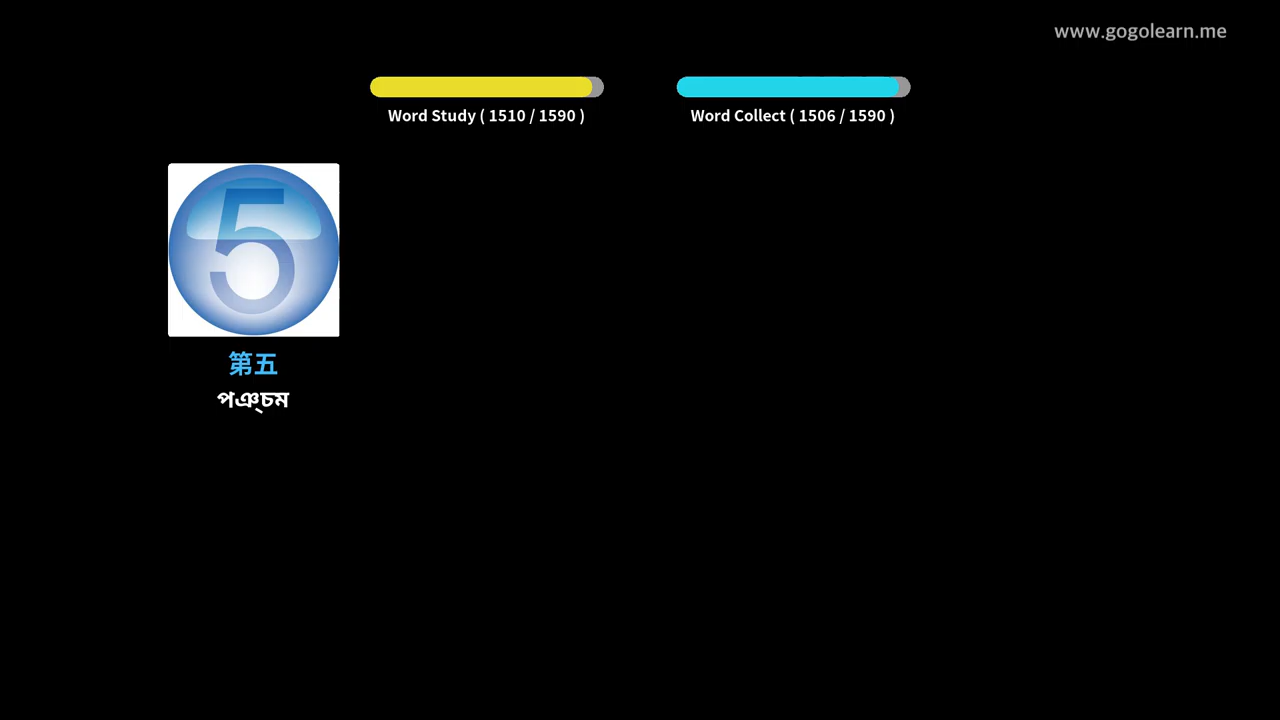 www.gogolearn.me
Word Study ( 1510 / 1590 )
Word Collect ( 1506 / 1590 )
5
第五
পঞ্চম